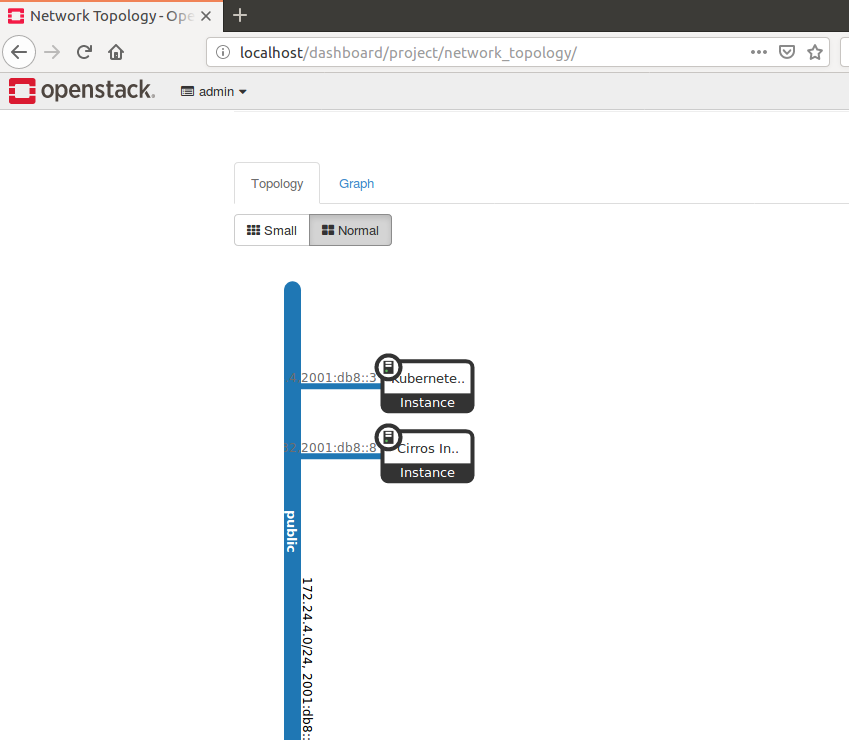 Network Topology - Ope
localhost/dashboard/project/network_topology/
openstack.
admin
Topology
Graph
Small
Normal
2001:db8::3
Kubernete..
Instance
2001:db8::8
Cirros In..
Instance
public
172.24.4.0/24, 2001:db8::